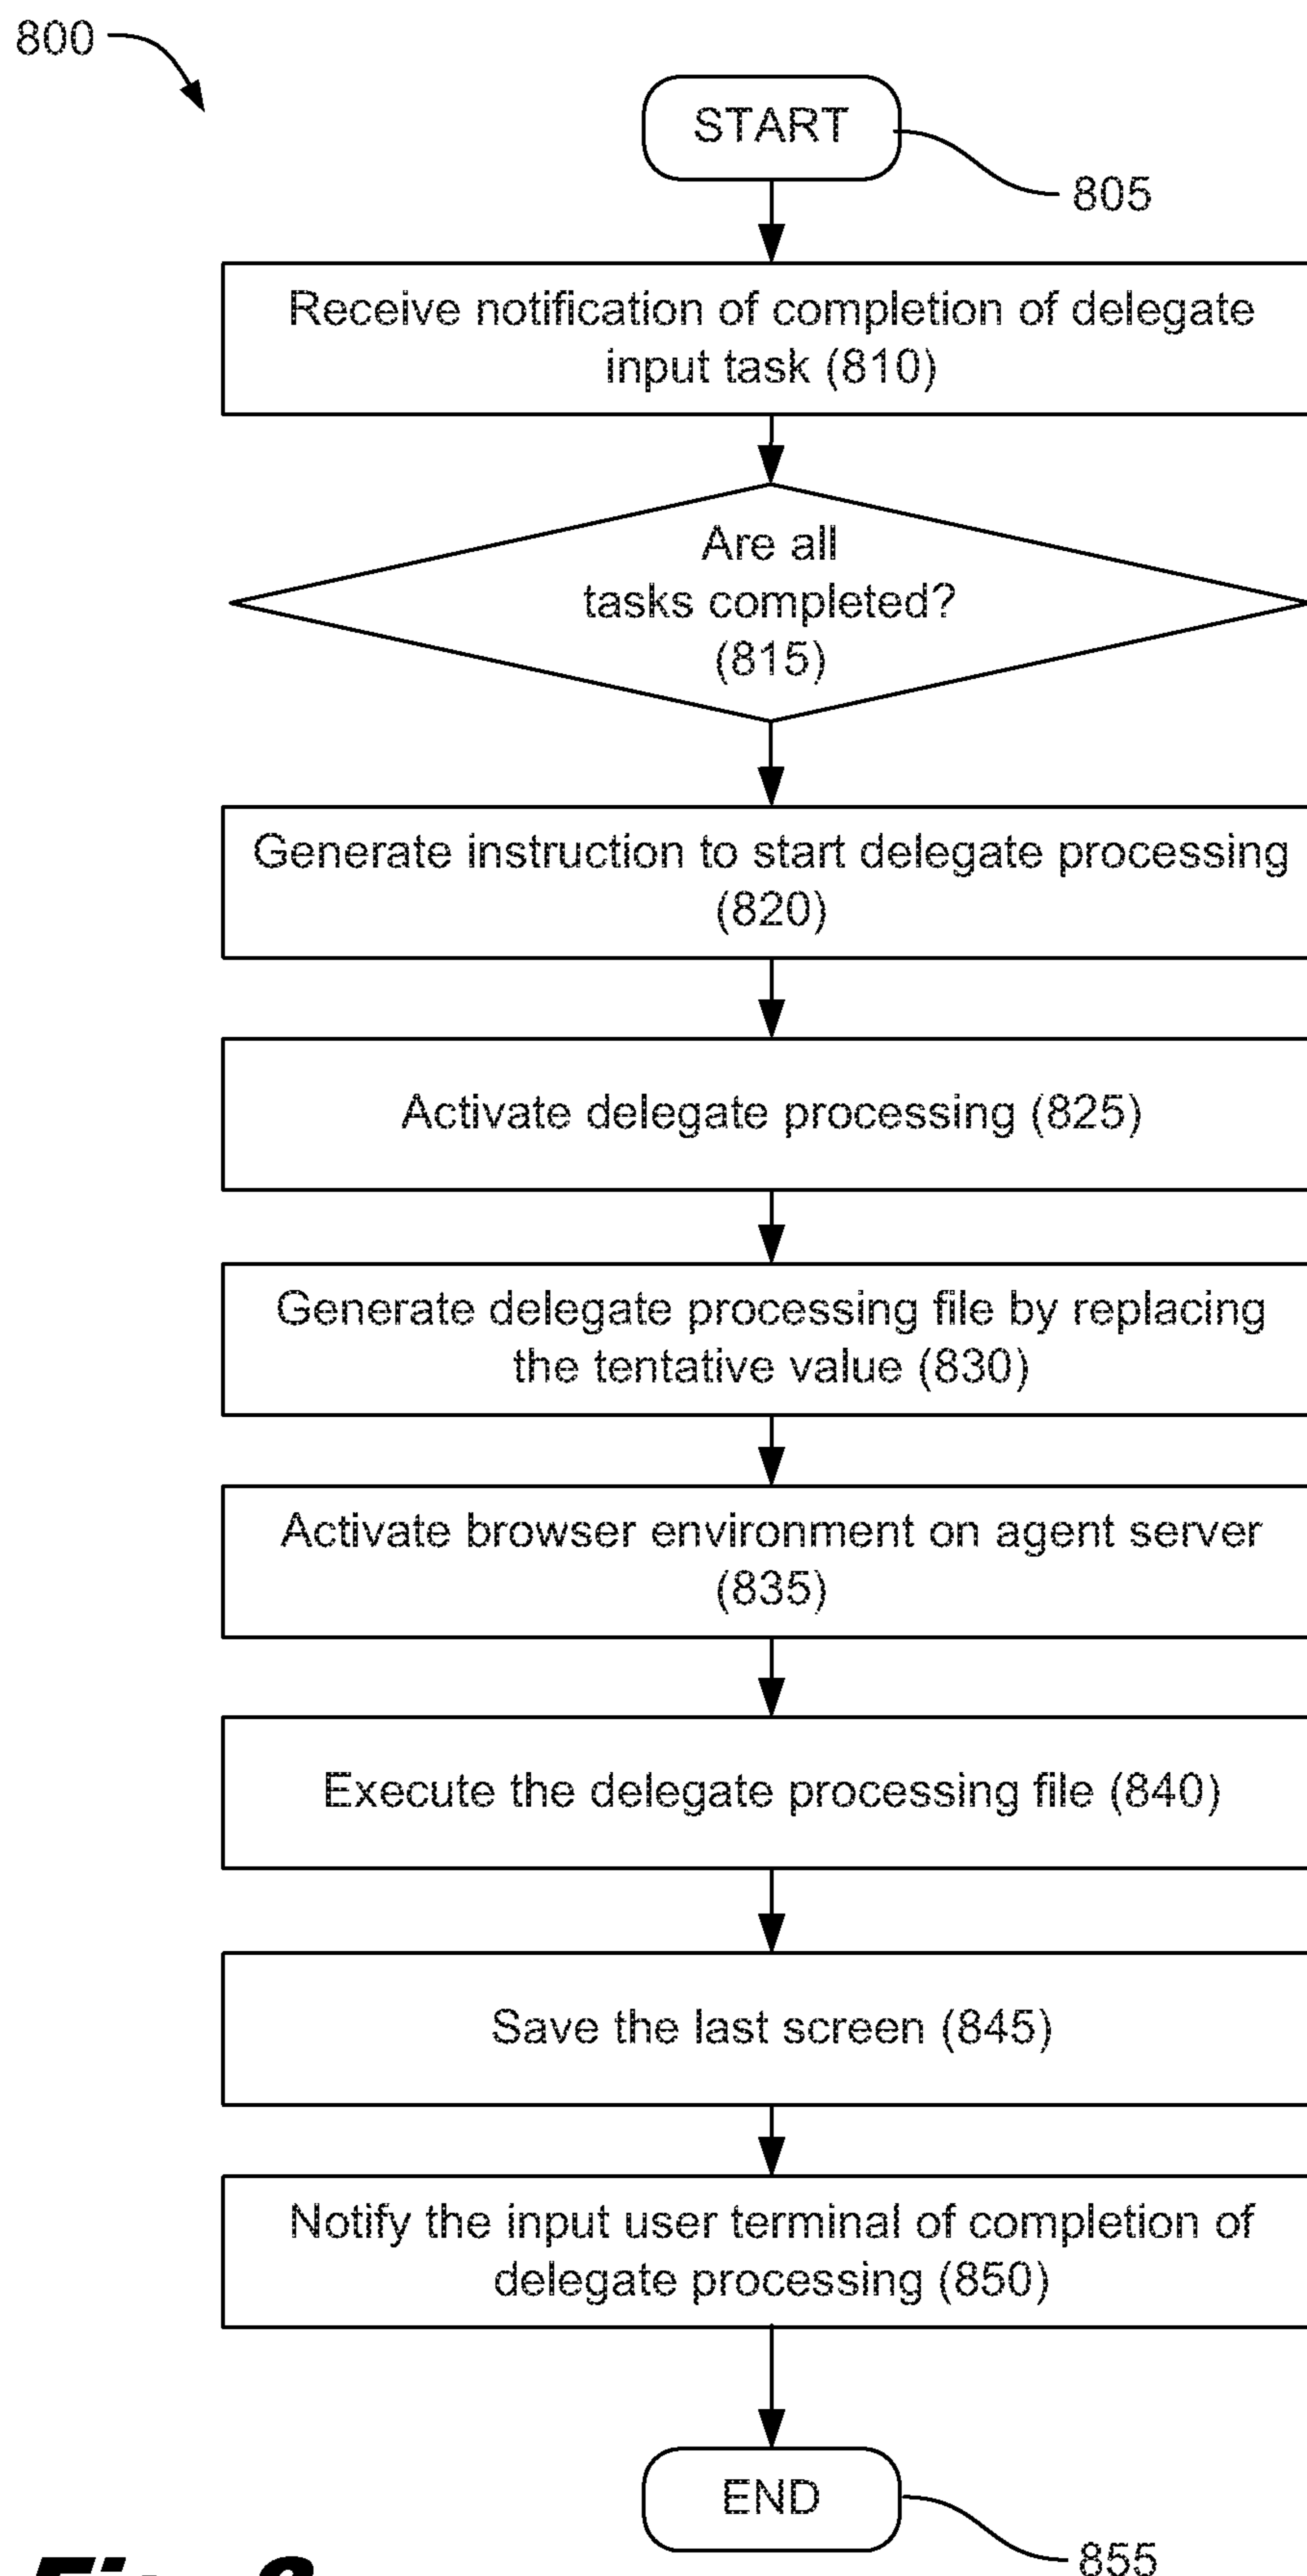 800
START
805
Receive notification of completion of delegate
input task (810)
Are all
tasks completed?
(815)
Generate instruction to start delegate processing
(820)
Activate delegate processing (825)
Generate delegate processing file by replacing
the tentative value (830)
Activate browser environment on agent server
(835)
Execute the delegate processing file (840)
Save the last screen (845)
Notify the input user terminal of completion of
delegate processing (850)
END
855